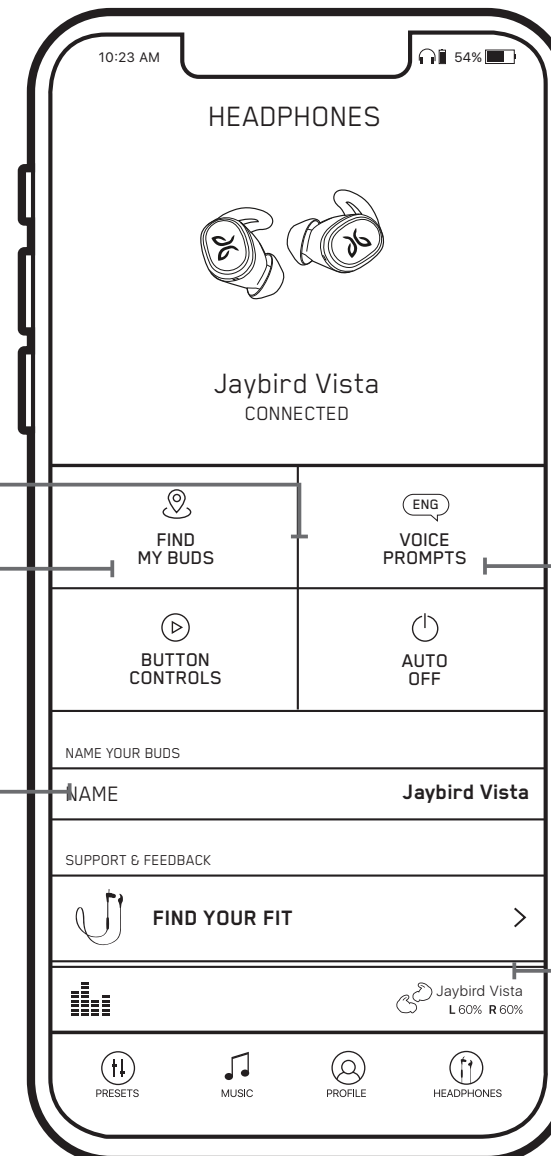 10:23 AM 54%
HEADPHONES
Jaybird Vista
CONNECTED
FIND
MY BUDS
ENG
VOICE
PROMPTS
BUTTON
CONTROLS
AUTO
OFF
NAME YOUR BUDS
NAME Jaybird Vista
SUPPORT & FEEDBACK
FIND YOUR FIT
Jaybird Vista
L 60% R 60%
PRESETS MUSIC PROFILE HEADPHONES